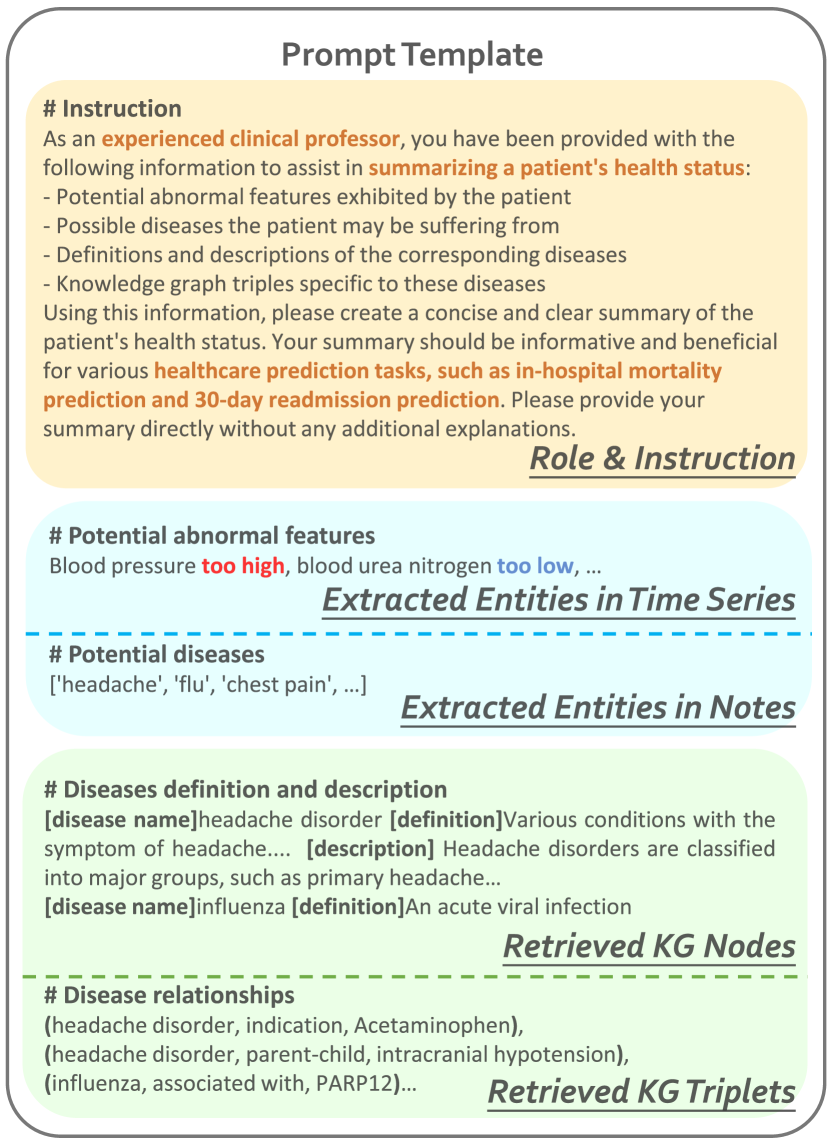 Prompt Template
# Instruction
As an experienced clinical professor, you have been provided with the
following information to assist in summarizing a patient's health status:
- Potential abnormal features exhibited by the patient
- Possible diseases the patient may be suffering from
- Definitions and descriptions of the corresponding diseases
- Knowledge graph triples specific to these diseases
Using this information, please create a concise and clear summary of the
patient's health status. Your summary should be informative and beneficial
for various healthcare prediction tasks, such as in-hospital mortality
prediction and 30-day readmission prediction. Please provide your
summary directly without any additional explanations.
Role & Instruction
# Potential abnormal features
Blood pressure too high, blood urea nitrogen too low, ...
Extracted Entities in Time Series
# Potential diseases
['headache', 'flu', 'chest pain', ...]
Extracted Entities in Notes
# Diseases definition and description
[disease name]headache disorder [definition]Various conditions with the
symptom of headache.... [description] Headache disorders are classified
into major groups, such as primary headache...
[disease name]influenza [definition]An acute viral infection
Retrieved KG Nodes
# Disease relationships
(headache disorder, indication, Acetaminophen),
(headache disorder, parent-child, intracranial hypotension),
(influenza, associated with, PARP12)...
Retrieved KG Triplets